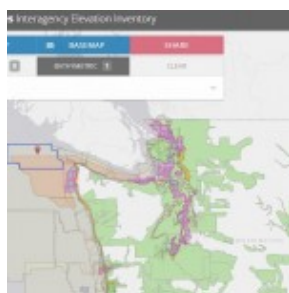 s Interagency Elevation Inventory
BASEMAP
SHARE
BATHYMETRIC
CLEAR